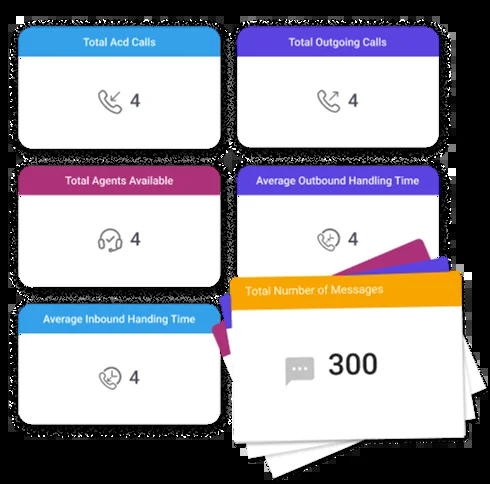 Total Acd Calls
4
Total Outgoing Calls
4
Total Agents Available
4
Average Outbound Handling Time
4
Average Inbound Handing Time
4
Total Number of Messages
300